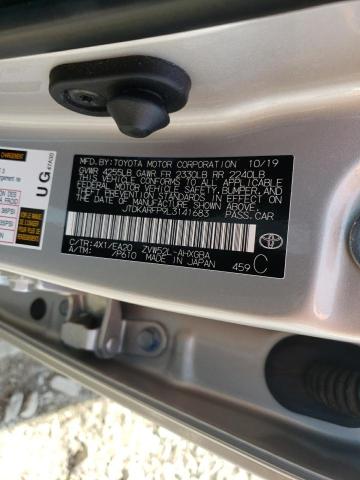 MFD. BY: TOYOTA MOTOR CORPORATION 10/19
GVWR 4255LB GAWR FR 2330LB RR 2240LB
THIS VEHICLE CONFORMS TO ALL APPLICABLE
FEDERAL MOTOR VEHICLE SAFETY, BUMPER, AND
THEFT PREVENTION STANDARDS IN EFFECT ON
THE DATE OF MANUFACTURE SHOWN ABOVE.
JTDKARFP9L3141683 PASS. CAR
C/TR: 4X1/EA20 ZVW52L-AHXGBA
A/TM: /P610 MADE IN JAPAN 459 C
UG
47A30